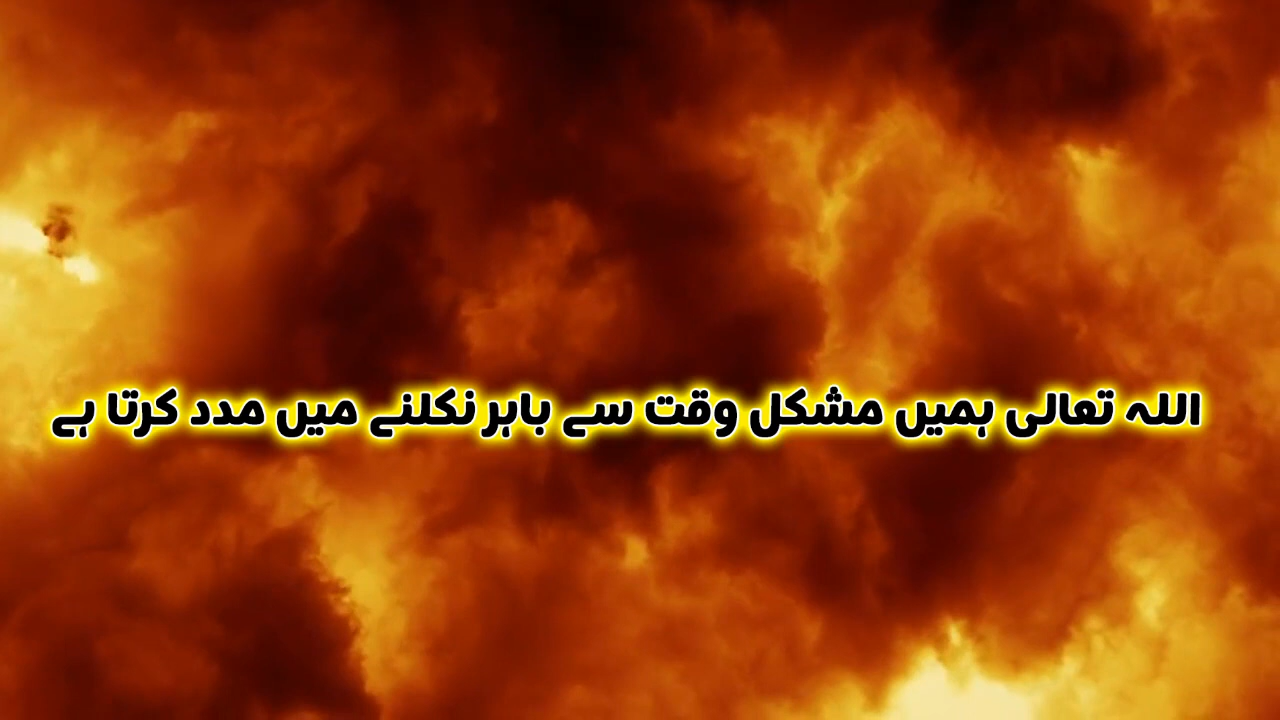 اللہ تعالی ہمیں مشکل وقت سے باہر نکلنے میں مدد کرتا ہے